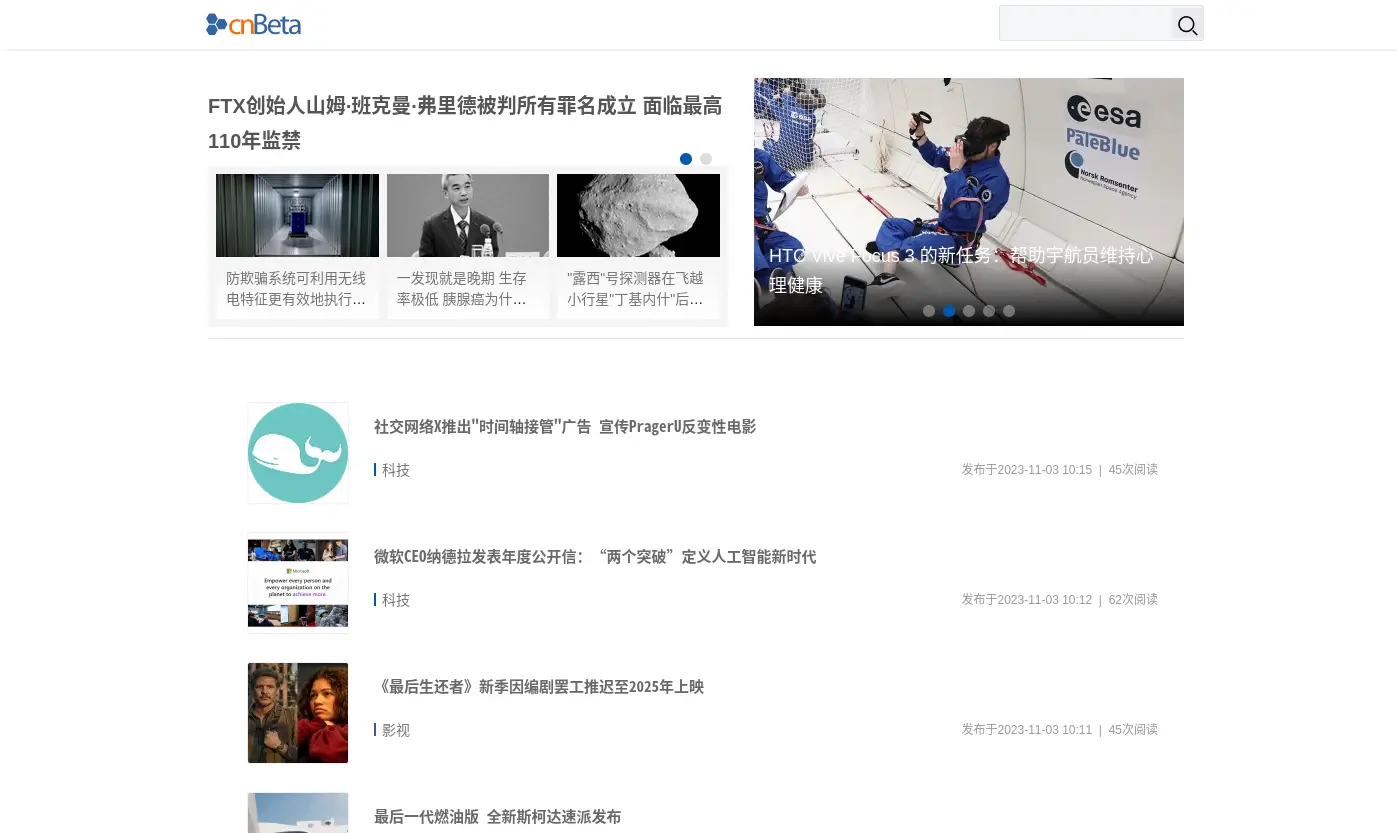 cnBeta
FTX创始人山姆·班克曼·弗里德被判所有罪名成立 面临最高
110年监禁
防欺骗系统可利用无线
电特征更有效地执行...
一发现就是晚期 生存
率极低 胰腺癌为什...
"露西"号探测器在飞越
小行星"丁基内什"后...
esa
PaleBlue
Norsk Romsenter
Norwegian Space Agency
HTC Vive Focus 3 的新任务：帮助宇航员维持心
理健康
社交网络X推出"时间轴接管"广告 宣传PragerU反变性电影
科技
发布于2023-11-03 10:15 | 45次阅读
Microsoft
Empower every person and
every organization on the
planet to achieve more.
微软CEO纳德拉发表年度公开信：“两个突破”定义人工智能新时代
科技
发布于2023-11-03 10:12 | 62次阅读
《最后生还者》新季因编剧罢工推迟至2025年上映
影视
发布于2023-11-03 10:11 | 45次阅读
最后一代燃油版 全新斯柯达速派发布